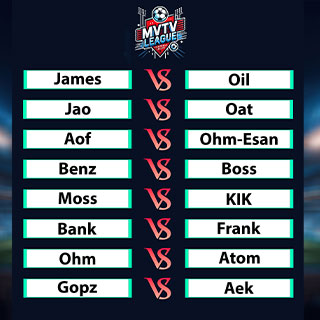 MVTV
LEAGUE
James VS Oil
Jao VS Oat
Aof VS Ohm-Esan
Benz VS Boss
Moss VS KIK
Bank VS Frank
Ohm VS Atom
Gopz VS Aek